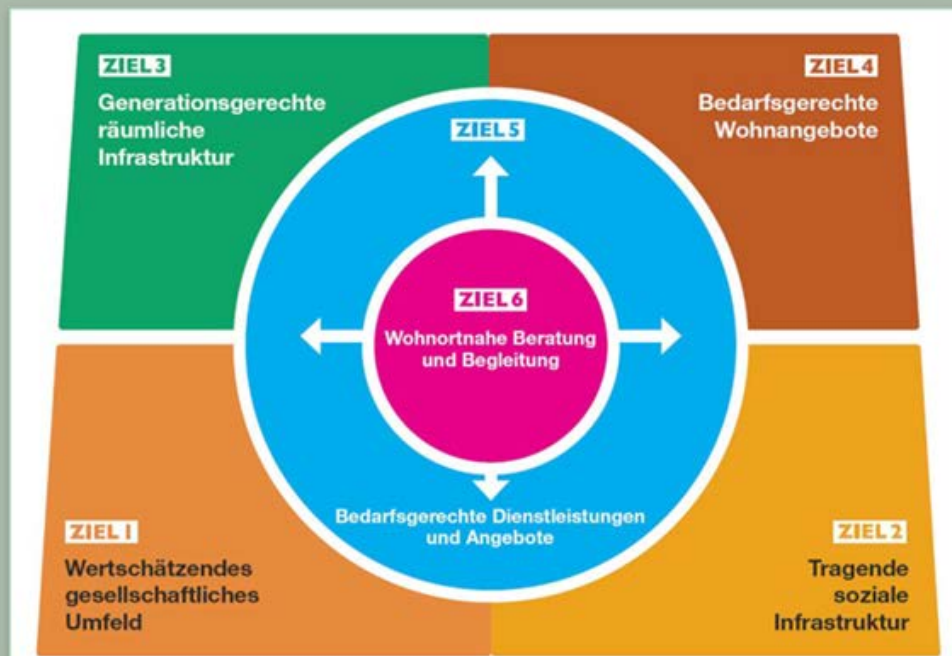 ZIEL 3
Generationsgerechte
räumliche
Infrastruktur
ZIEL 4
Bedarfsgerechte
Wohnangebote
ZIEL 5
ZIEL 6
Wohnortnahe Beratung
und Begleitung
Bedarfsgerechte Dienstleistungen
und Angebote
ZIEL 1
Wertschätzendes
gesellschaftliches
Umfeld
ZIEL 2
Tragende
soziale
Infrastruktur